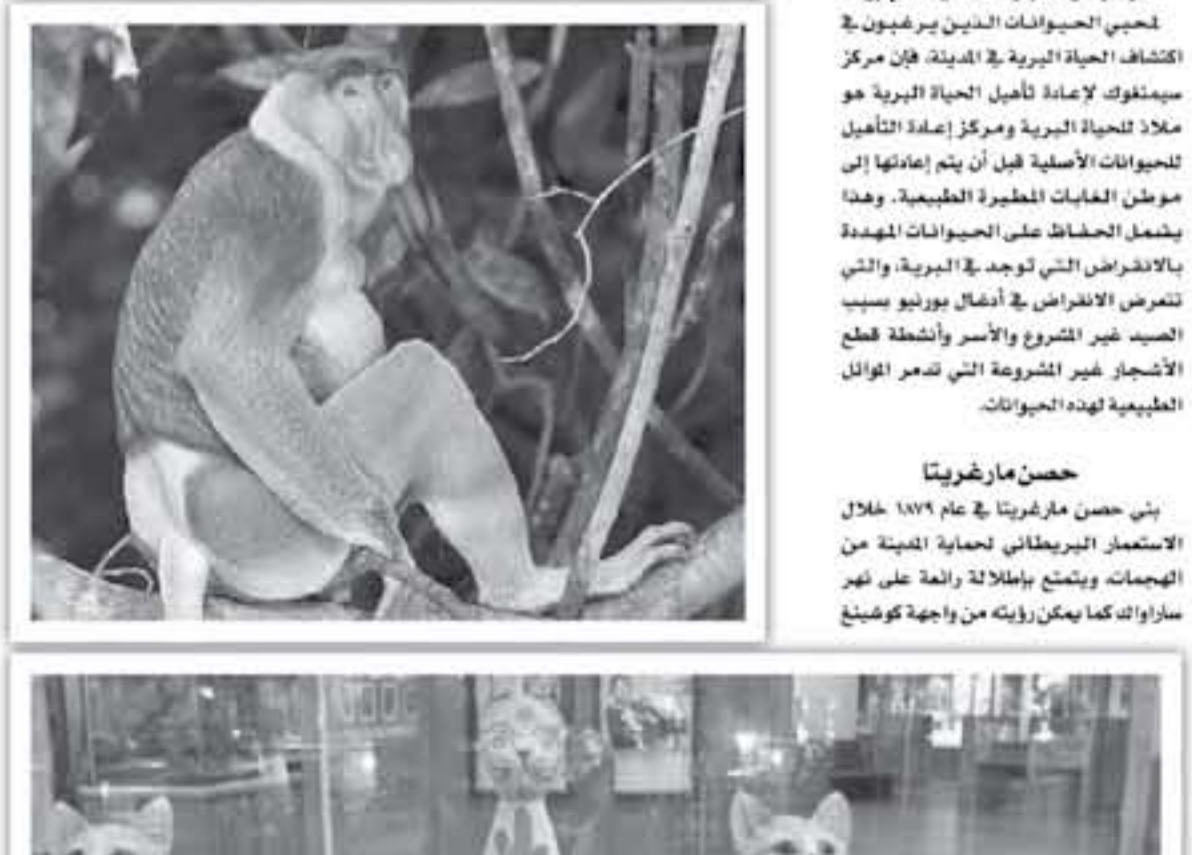 لمحبي الحيوانات الذين يرغبون في
اكتشاف الحياة البرية في المدينة، فإن مركز
سيمنغوك لإعادة تأهيل الحياة البرية هو
ملاذ للحياة البرية ومركز إعادة التأهيل
للحيوانات الأصلية قبل أن يتم إعادتها إلى
موطن الغابات المطيرة الطبيعية. وهذا
يشمل الحفاظ على الحيوانات المهددة
بالانقراض التي توجد في البرية، والتي
تتعرض الانقراض في أدغال بورنيو بسبب
الصيد غير المشروع والأسر وأنشطة قطع
الأشجار غير المشروعة التي تدمر الموائل
الطبيعية لهذه الحيوانات.
حصن مارغريتا
بني حصن مارغريتا في عام ١٨٧٩ خلال
الاستعمار البريطاني لحماية المدينة من
الهجمات، ويتمتع بإطلالة رائعة على نهر
ساراواك كما يمكن رؤيته من واجهة كوشينغ